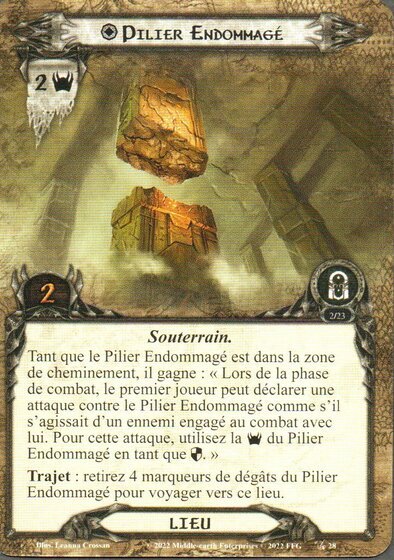 Pilier Endommagé
2
2
2/23
Souterrain.
Tant que le Pilier Endommagé est dans la zone
de cheminement, il gagne : « Lors de la phase
de combat, le premier joueur peut déclarer une
attaque contre le Pilier Endommagé comme s'il
s'agissait d'un ennemi engagé au combat avec
lui. Pour cette attaque, utilisez la du Pilier
Endommagé en tant que . »
Trajet : retirez 4 marqueurs de dégâts du Pilier
Endommagé pour voyager vers ce lieu.
LIEU
Illus. Leanna Crossan © 2022 Middle-earth Enterprises © 2022 FFG 28